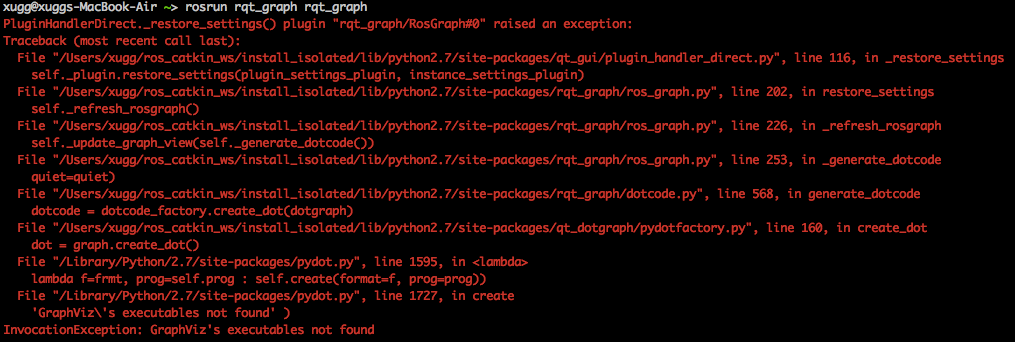 xugg@xuggs-MacBook-Air ~> rosrun rqt_graph rqt_graph
PluginHandlerDirect._restore_settings() plugin "rqt_graph/RosGraph#0" raised an exception:
Traceback (most recent call last):
  File "/Users/xugg/ros_catkin_ws/install_isolated/lib/python2.7/site-packages/qt_gui/plugin_handler_direct.py", line 116, in _restore_settings
    self._plugin.restore_settings(plugin_settings_plugin, instance_settings_plugin)
  File "/Users/xugg/ros_catkin_ws/install_isolated/lib/python2.7/site-packages/rqt_graph/ros_graph.py", line 202, in restore_settings
    self._refresh_rosgraph()
  File "/Users/xugg/ros_catkin_ws/install_isolated/lib/python2.7/site-packages/rqt_graph/ros_graph.py", line 226, in _refresh_rosgraph
    self._update_graph_view(self._generate_dotcode())
  File "/Users/xugg/ros_catkin_ws/install_isolated/lib/python2.7/site-packages/rqt_graph/ros_graph.py", line 253, in _generate_dotcode
    quiet=quiet)
  File "/Users/xugg/ros_catkin_ws/install_isolated/lib/python2.7/site-packages/rqt_graph/dotcode.py", line 568, in generate_dotcode
    dotcode = dotcode_factory.create_dot(dotgraph)
  File "/Users/xugg/ros_catkin_ws/install_isolated/lib/python2.7/site-packages/qt_dotgraph/pydotfactory.py", line 160, in create_dot
    dot = graph.create_dot()
  File "/Library/Python/2.7/site-packages/pydot.py", line 1595, in <lambda>
    lambda f=frmt, prog=self.prog : self.create(format=f, prog=prog))
  File "/Library/Python/2.7/site-packages/pydot.py", line 1727, in create
    'GraphViz\'s executables not found' )
InvocationException: GraphViz's executables not found